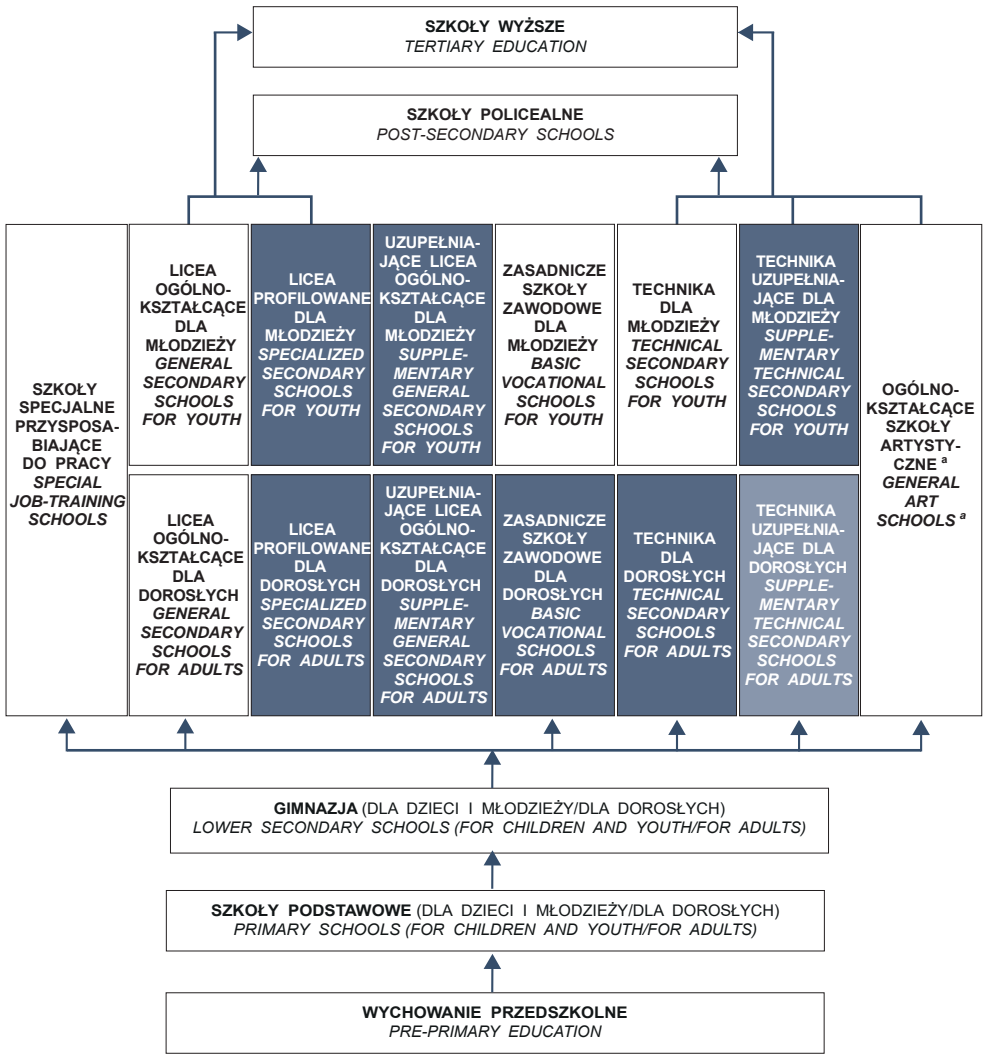 SZKOŁY WYŻSZE
TERTIARY EDUCATION
SZKOŁY POLICEALNE
POST-SECONDARY SCHOOLS
SZKOŁY
SPECJALNE
PRZYSPOSA-
BIAJĄCE
DO PRACY
SPECIAL
JOB-TRAINING
SCHOOLS
LICEA
OGÓLNO-
KSZTAŁCĄCE
DLA
MŁODZIEŻY
GENERAL
SECONDARY
SCHOOLS
FOR YOUTH
LICEA
PROFILOWANE
DLA
MŁODZIEŻY
SPECIALIZED
SECONDARY
SCHOOLS
FOR YOUTH
UZUPEŁNIA-
JĄCE LICEA
OGÓLNO-
KSZTAŁCĄCE
DLA
MŁODZIEŻY
SUPPLE-
MENTARY
GENERAL
SECONDARY
SCHOOLS
FOR YOUTH
ZASADNICZE
SZKOŁY
ZAWODOWE
DLA
MŁODZIEŻY
BASIC
VOCATIONAL
SCHOOLS
FOR YOUTH
TECHNIKA
DLA
MŁODZIEŻY
TECHNICAL
SECONDARY
SCHOOLS
FOR YOUTH
TECHNIKA
UZUPEŁNIA-
JĄCE DLA
MŁODZIEŻY
SUPPLE-
MENTARY
TECHNICAL
SECONDARY
SCHOOLS
FOR YOUTH
OGÓLNO-
KSZTAŁCĄCE
SZKOŁY
ARTYSTY-
CZNE a
GENERAL
ART
SCHOOLS a
LICEA
OGÓLNO-
KSZTAŁCĄCE
DLA
DOROSŁYCH
GENERAL
SECONDARY
SCHOOLS
FOR ADULTS
LICEA
PROFILOWANE
DLA
DOROSŁYCH
SPECIALIZED
SECONDARY
SCHOOLS
FOR ADULTS
UZUPEŁNIA-
JĄCE LICEA
OGÓLNO-
KSZTAŁCĄCE
DLA
DOROSŁYCH
SUPPLE-
MENTARY
GENERAL
SECONDARY
SCHOOLS
FOR ADULTS
ZASADNICZE
SZKOŁY
ZAWODOWE
DLA
DOROSŁYCH
BASIC
VOCATIONAL
SCHOOLS
FOR ADULTS
TECHNIKA
DLA
DOROSŁYCH
TECHNICAL
SECONDARY
SCHOOLS
FOR ADULTS
TECHNIKA
UZUPEŁNIA-
JĄCE DLA
DOROSŁYCH
SUPPLE-
MENTARY
TECHNICAL
SECONDARY
SCHOOLS
FOR ADULTS
GIMNAZJA (DLA DZIECI I MŁODZIEŻY/DLA DOROSŁYCH)
LOWER SECONDARY SCHOOLS (FOR CHILDREN AND YOUTH/FOR ADULTS)
SZKOŁY PODSTAWOWE (DLA DZIECI I MŁODZIEŻY/DLA DOROSŁYCH)
PRIMARY SCHOOLS (FOR CHILDREN AND YOUTH/FOR ADULTS)
WYCHOWANIE PRZEDSZKOLNE
PRE-PRIMARY EDUCATION